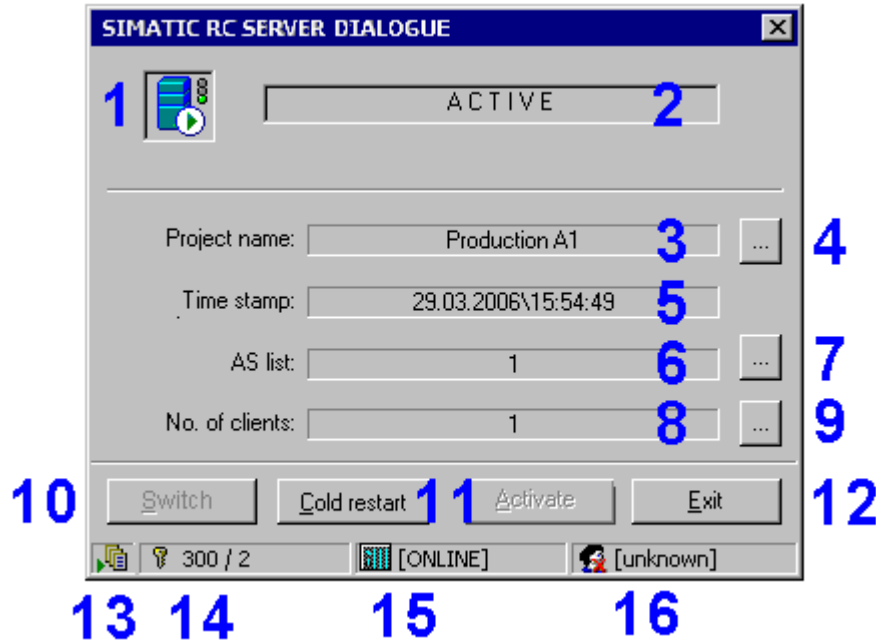 SIMATIC RC SERVER DIALOGUE
1 ACTIVE 2
Project name: Production A1 3 ... 4
Time stamp: 29.03.2006\15:54:49 5
AS list: 1 6 ... 7
No. of clients: 1 8 ... 9
10 Switch Cold restart 11 Activate Exit 12
300 / 2 [ONLINE] [unknown]
13 14 15 16